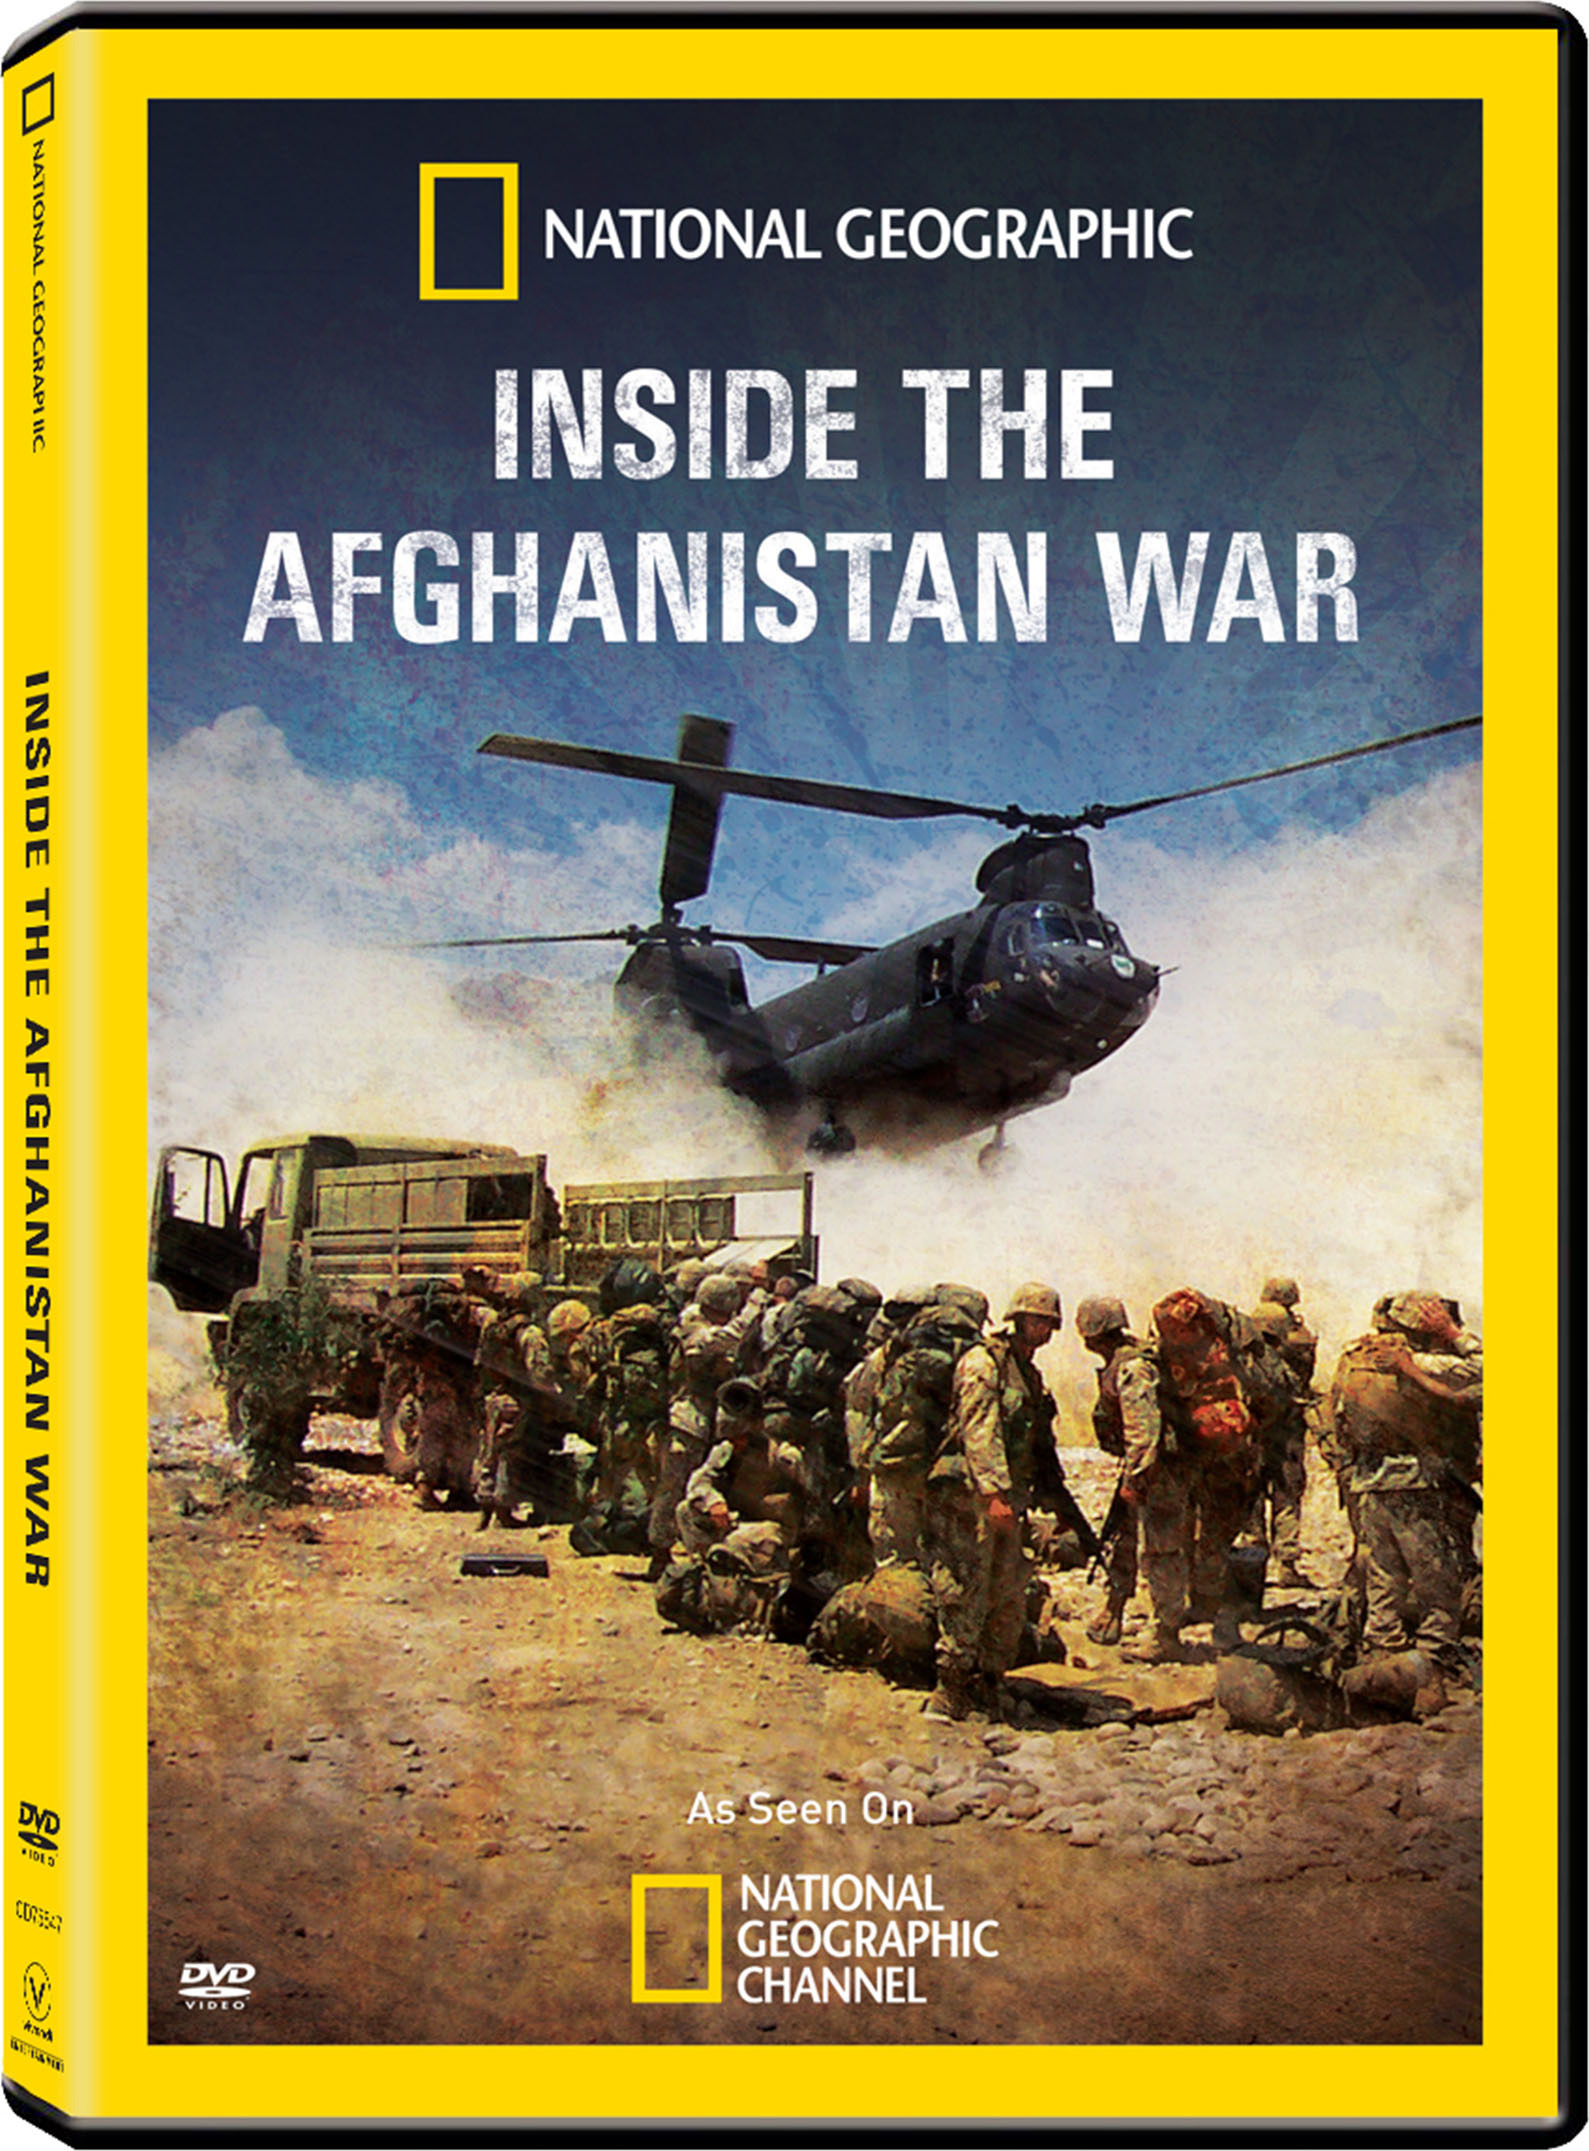 NATIONAL GEOGRAPHIC
INSIDE THE
AFGHANISTAN WAR
As Seen On
NATIONAL
GEOGRAPHIC
CHANNEL
DVD
VIDEO
NATIONAL GEOGRAPHIC
INSIDE THE AFGHANISTAN WAR
DVD
VIDEO